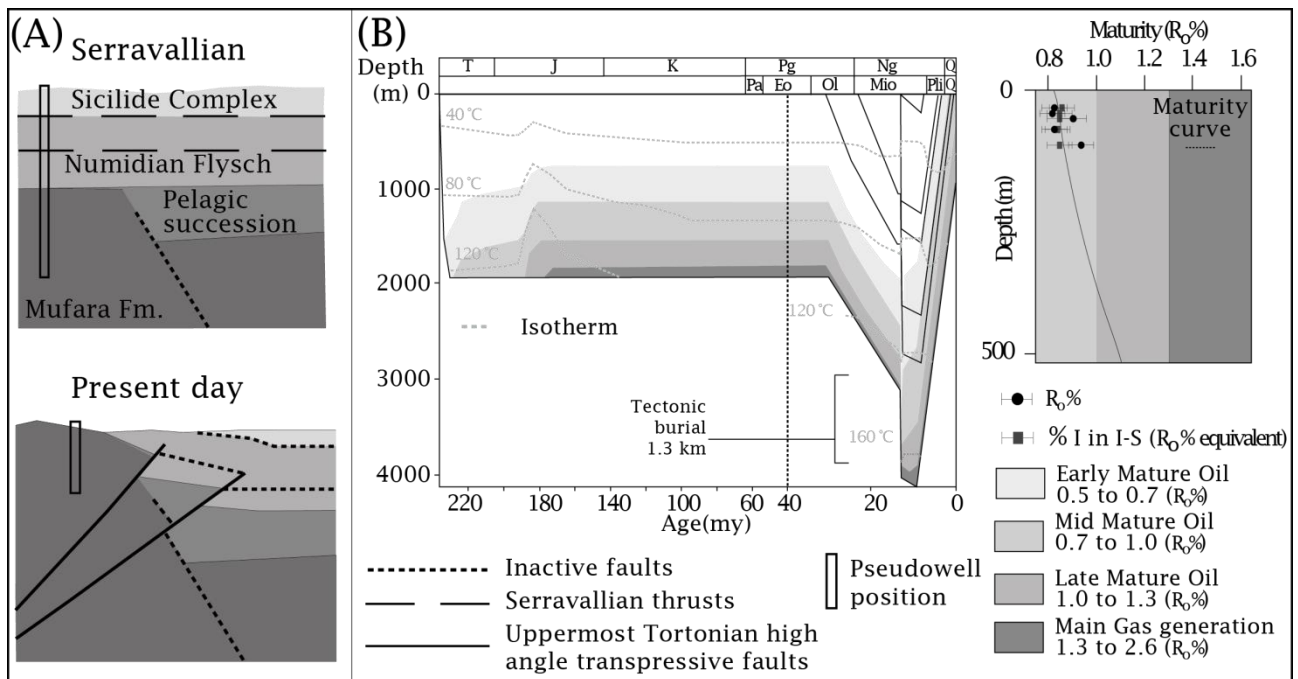 (A)
Serravallian
Sicilide Complex
Numidian Flysch
Pelagic
succession
Mufara Fm.
Present day
(B)
Depth
(m)
T J K Pg Ng Q
Pa Eo Ol Mio Pli Q
0
1000
2000
3000
4000
40℃
80℃
120℃
120℃
160℃
Isotherm
Tectonic
burial
1.3 km
220 180 140 100 60 40 20 0
Age(my)
Inactive faults
Serravallian thrusts
Uppermost Tortonian high
angle transpressive faults
Pseudowell
position
Maturity (Ro%)
0.8 1.0 1.2 1.4 1.6
0
Depth(m)
500
Maturity
curve
Ro%
% I in I-S (Ro% equivalent)
Early Mature Oil
0.5 to 0.7 (Ro%)
Mid Mature Oil
0.7 to 1.0 (Ro%)
Late Mature Oil
1.0 to 1.3 (Ro%)
Main Gas generation
1.3 to 2.6 (Ro%)